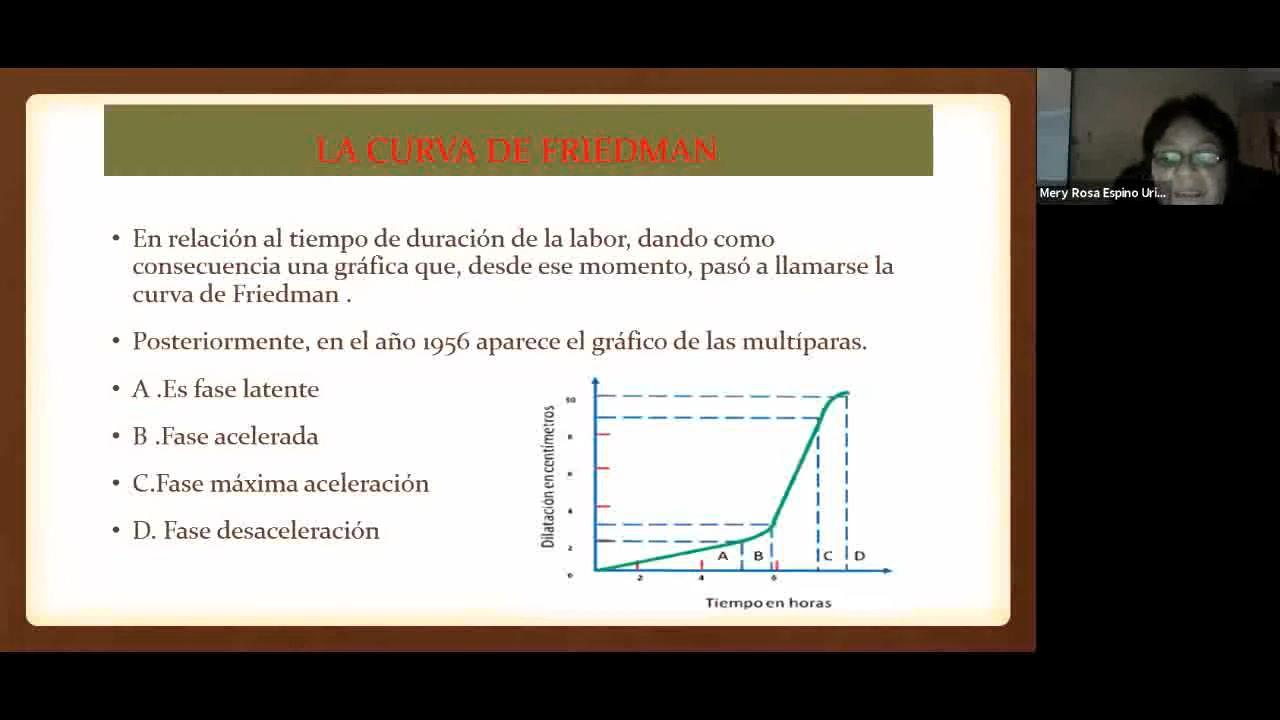 LA CURVA DE FRIEDMAN
Mery Rosa Espino Uri...
• En relación al tiempo de duración de la labor, dando como
consecuencia una gráfica que, desde ese momento, pasó a llamarse la
curva de Friedman .
• Posteriormente, en el año 1956 aparece el gráfico de las multíparas.
• A .Es fase latente
• B .Fase acelerada
• C.Fase máxima aceleración
• D. Fase desaceleración
Dilatación en centímetros
10
8
6
4
2
0
A B C D
2 4 6
Tiempo en horas